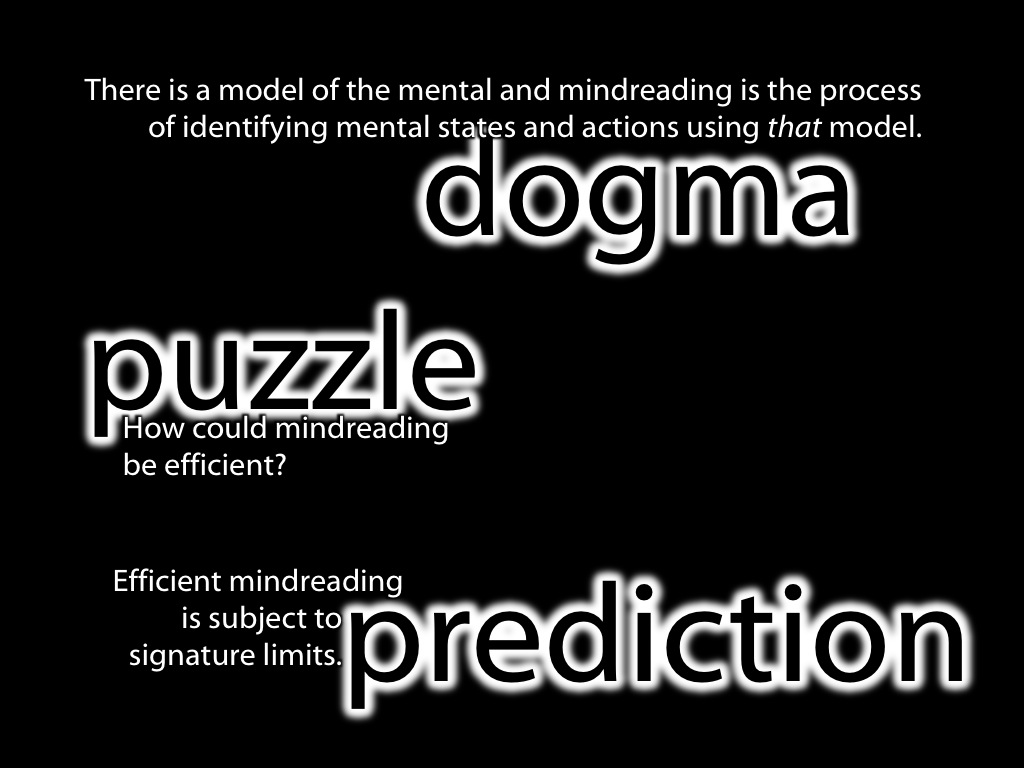 There is a model of the mental and mindreading is the process
of identifying mental states and actions using that model.
dogma
puzzle
How could mindreading
be efficient?
Efficient mindreading
is subject to
signature limits.
prediction